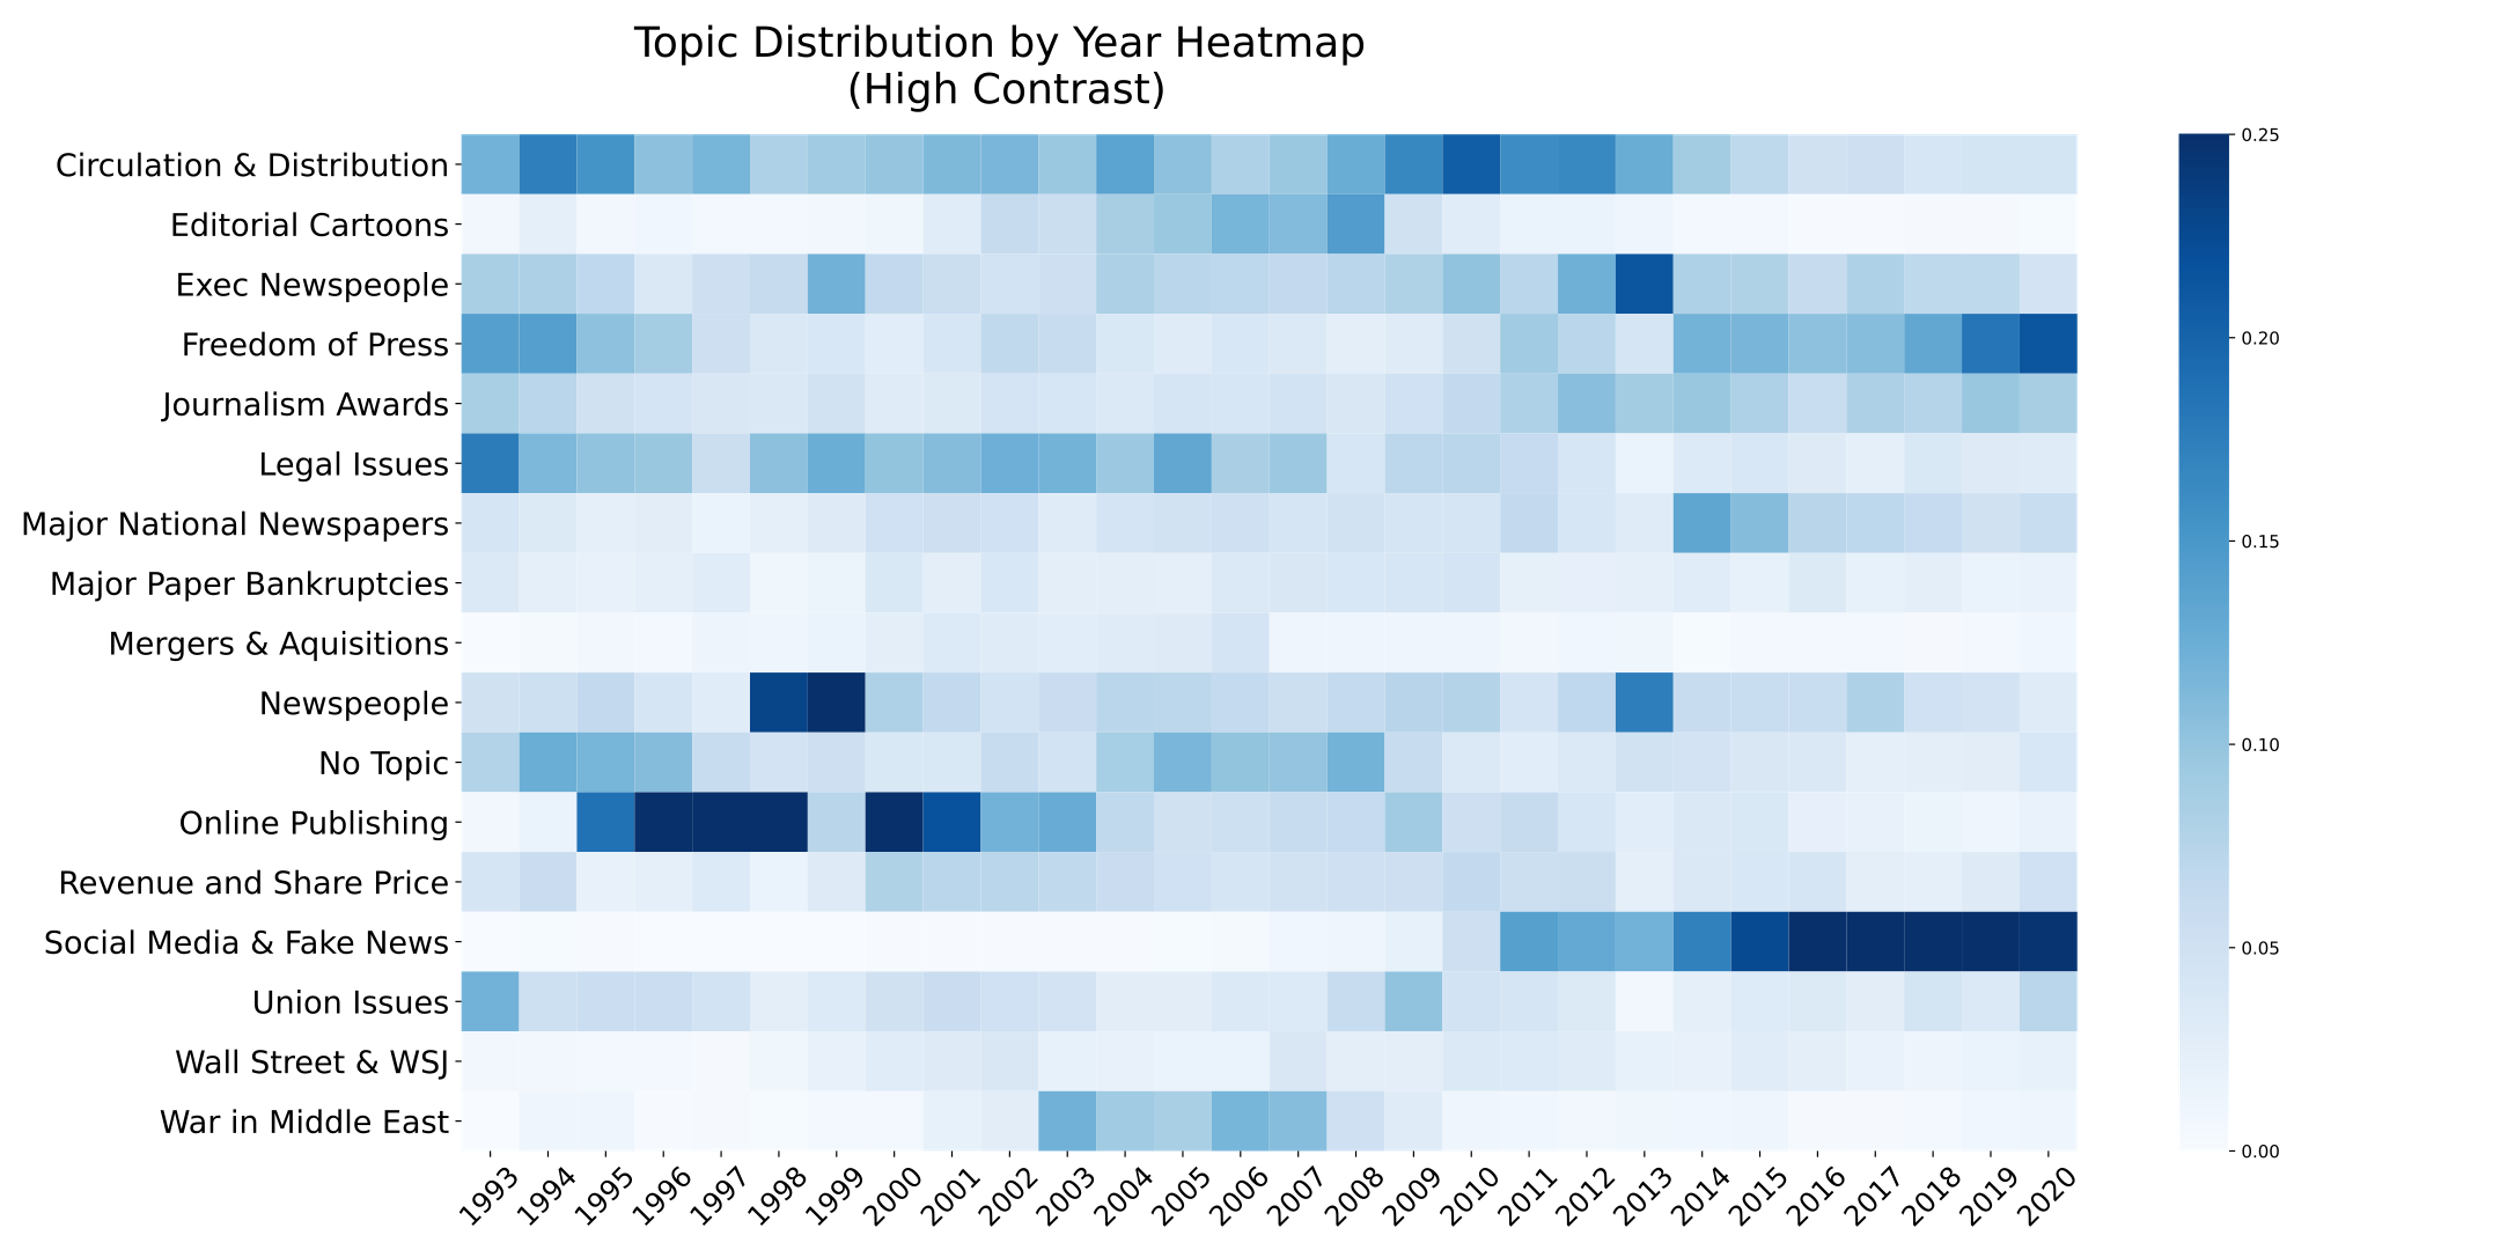 Topic Distribution by Year Heatmap
(High Contrast)
Circulation & Distribution
Editorial Cartoons
Exec Newspeople
Freedom of Press
Journalism Awards
Legal Issues
Major National Newspapers
Major Paper Bankruptcies
Mergers & Aquisitions
Newspeople
No Topic
Online Publishing
Revenue and Share Price
Social Media & Fake News
Union Issues
Wall Street & WSJ
War in Middle East
1993 1994 1995 1996 1997 1998 1999 2000 2001 2002 2003 2004 2005 2006 2007 2008 2009 2010 2011 2012 2013 2014 2015 2016 2017 2018 2019 2020
0.25
0.20
0.15
0.10
0.05
0.00